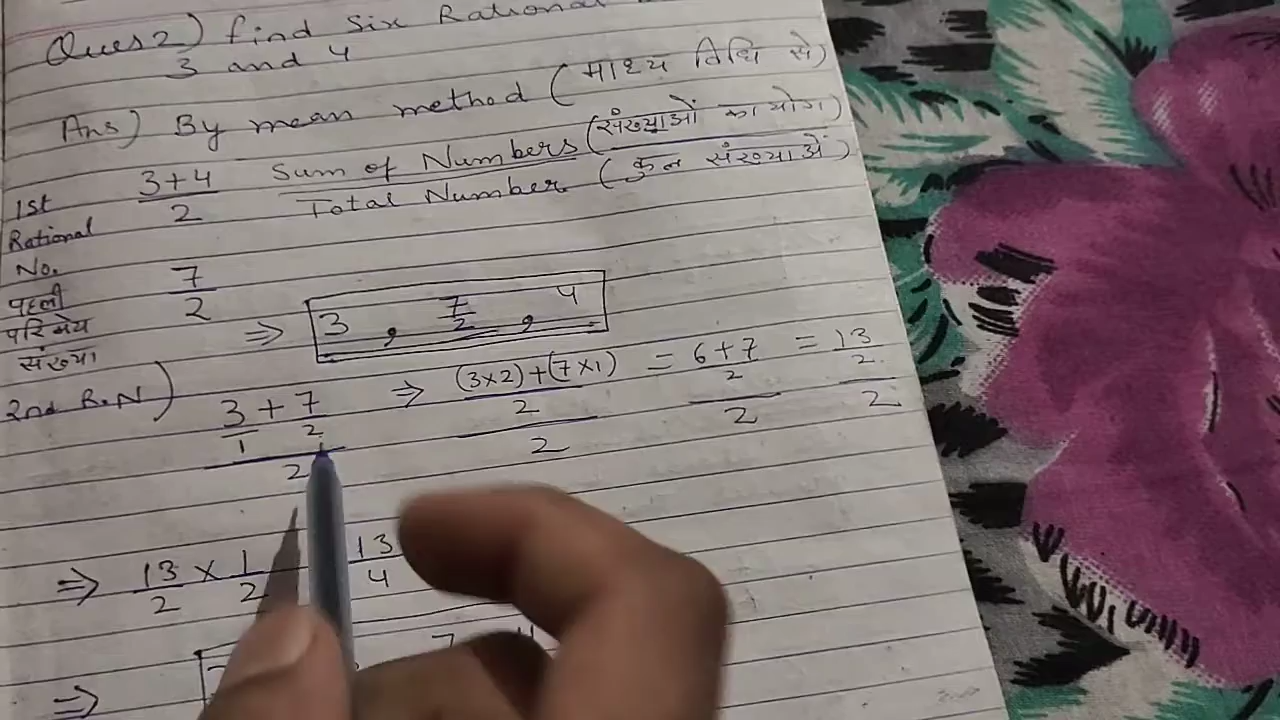 Ques 2) find Six Rational
3 and 4
Ans) By mean method (माध्य विधि से)
1st Rational No. पहली परिमेय संख्या
3+4 / 2
Sum of Numbers (संख्याओं का योग) / Total Number (कुल संख्याओं)
7/2
⇒ 3 , 7/2 , 4
2nd R.N) (3/1 + 7/2) / 2 ⇒ ((3×2)+(7×1) / 2) / 2 = (6+7 / 2) / 2 = (13 / 2) / 2
⇒ 13/2 × 1/2 13/4
⇒